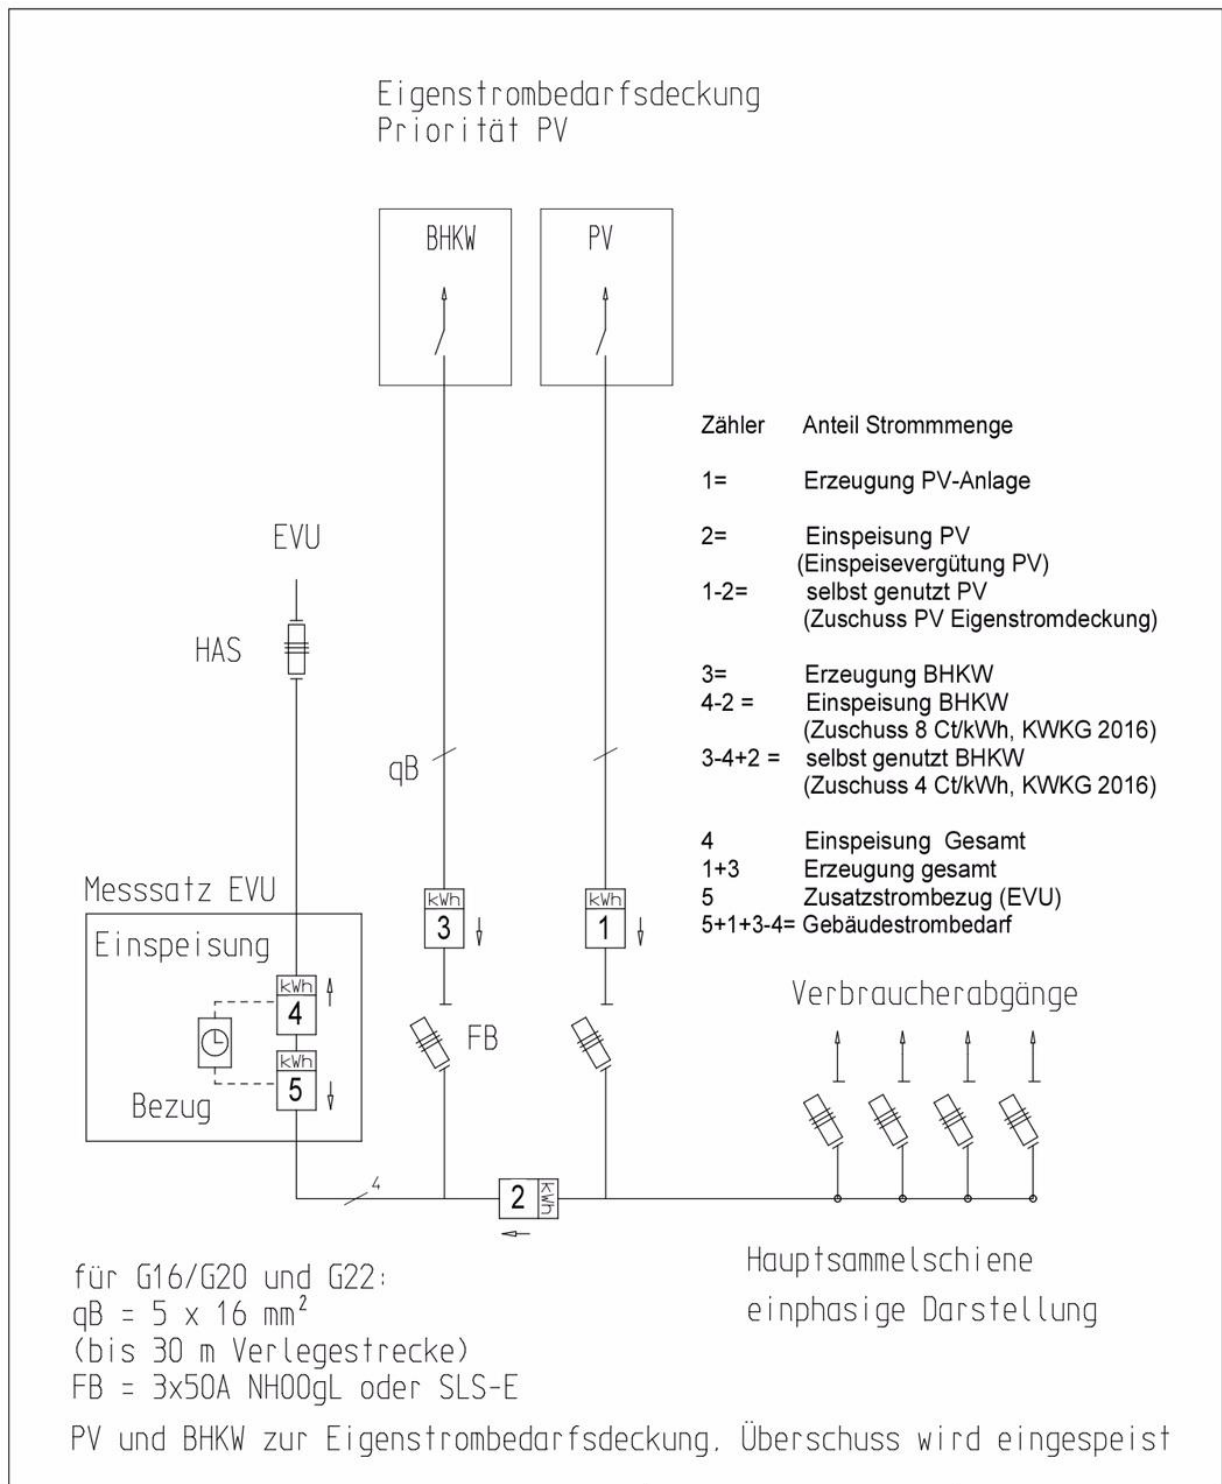 Eigenstrombedarfsdeckung
Priorität PV
BHKW
PV
Zähler Anteil Strommmenge
1= Erzeugung PV-Anlage
2= Einspeisung PV
(Einspeisevergütung PV)
1-2= selbst genutzt PV
(Zuschuss PV Eigenstromdeckung)
3= Erzeugung BHKW
4-2 = Einspeisung BHKW
(Zuschuss 8 Ct/kWh, KWKG 2016)
3-4+2 = selbst genutzt BHKW
(Zuschuss 4 Ct/kWh, KWKG 2016)
4 Einspeisung Gesamt
1+3 Erzeugung gesamt
5 Zusatzstrombezug (EVU)
5+1+3-4= Gebäudestrombedarf
EVU
HAS
qB
Messsatz EVU
Einspeisung
kWh
4
kWh
5
Bezug
kWh
3
kWh
1
FB
Verbraucherabgänge
4
2 kWh
Hauptsammelschiene
einphasige Darstellung
für G16/G20 und G22:
qB = 5 x 16 mm²
(bis 30 m Verlegestrecke)
FB = 3x50A NH00gL oder SLS-E
PV und BHKW zur Eigenstrombedarfsdeckung. Überschuss wird eingespeist